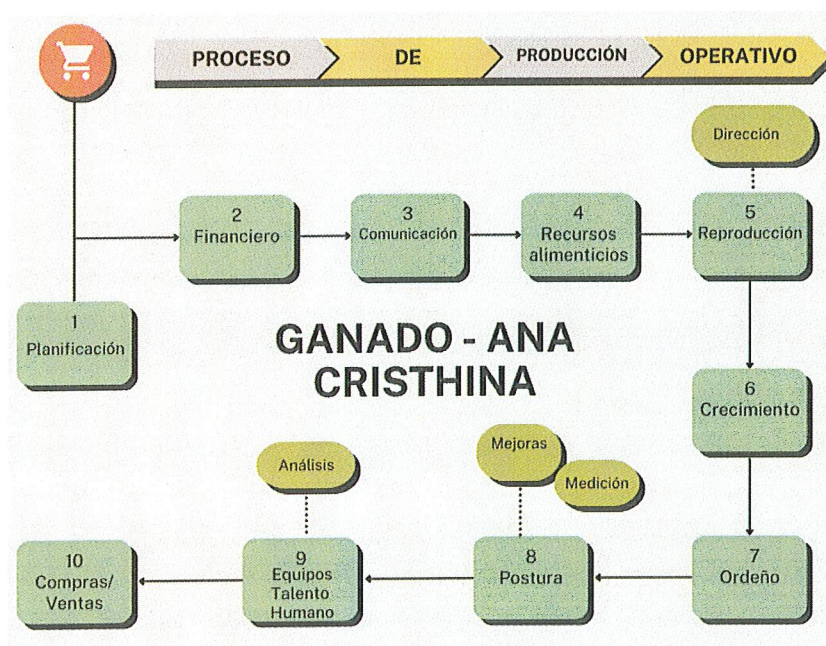 PROCESO DE PRODUCCIÓN OPERATIVO
Dirección
2
Financiero
3
Comunicación
4
Recursos
alimenticios
5
Reproducción
1
Planificación
GANADO - ANA
CRISTHINA
6
Crecimiento
Análisis
Mejoras
Medición
10
Compras/
Ventas
9
Equipos
Talento
Humano
8
Postura
7
Ordeño